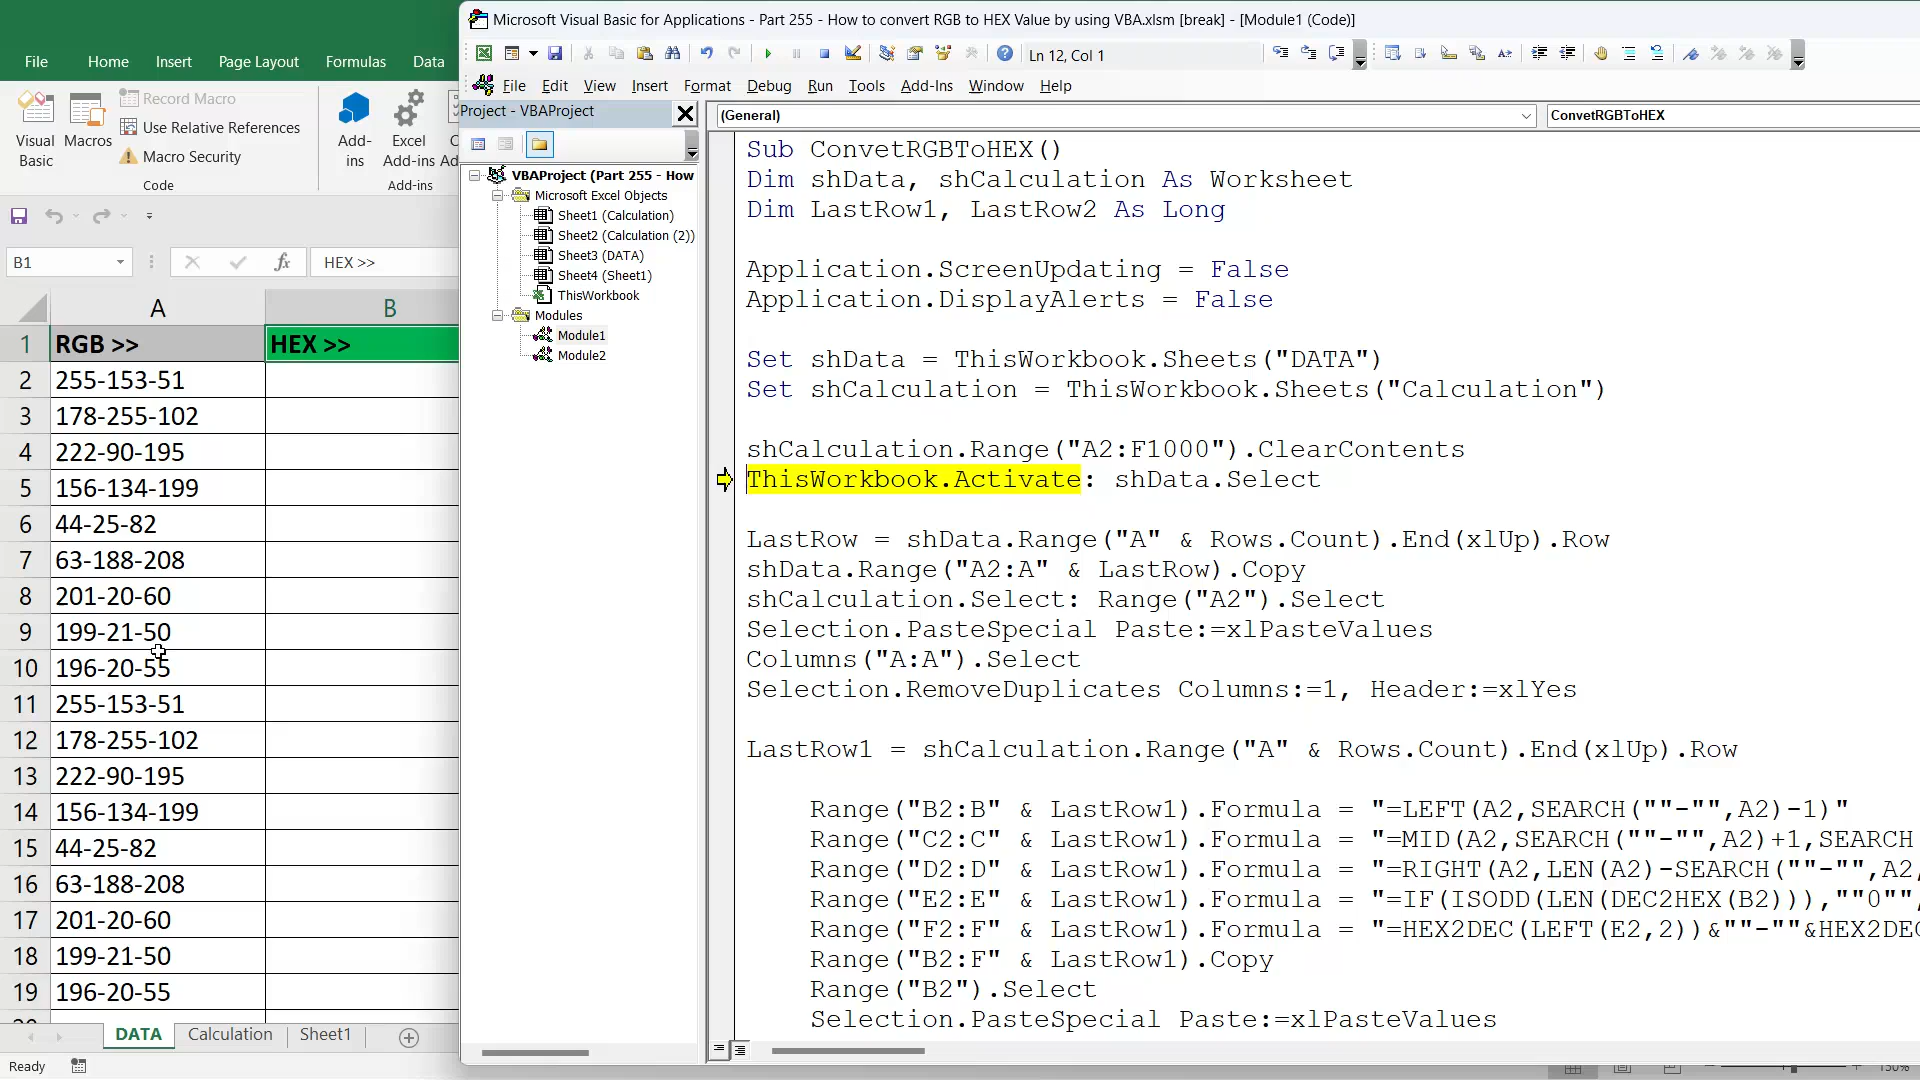 Microsoft Visual Basic for Applications - Part 255 - How to convert RGB to HEX Value by using VBA.xlsm [break] - [Module1 (Code)]
File Home Insert Page Layout Formulas Data
Ln 12, Col 1
File Edit View Insert Format Debug Run Tools Add-Ins Window Help
Record Macro
Use Relative References
Macro Security
Visual Basic
Macros
Add-ins
Excel Add-ins
Code
Add-ins
B1
HEX >>
A B
1 RGB >> HEX >>
2 255-153-51
3 178-255-102
4 222-90-195
5 156-134-199
6 44-25-82
7 63-188-208
8 201-20-60
9 199-21-50
10 196-20-55
11 255-153-51
12 178-255-102
13 222-90-195
14 156-134-199
15 44-25-82
16 63-188-208
17 201-20-60
18 199-21-50
19 196-20-55
DATA Calculation Sheet1
Ready
Project - VBAProject
VBAProject (Part 255 - How
Microsoft Excel Objects
Sheet1 (Calculation)
Sheet2 (Calculation (2))
Sheet3 (DATA)
Sheet4 (Sheet1)
ThisWorkbook
Modules
Module1
Module2
(General) ConvetRGBToHEX
Sub ConvetRGBToHEX()
Dim shData, shCalculation As Worksheet
Dim LastRow1, LastRow2 As Long
Application.ScreenUpdating = False
Application.DisplayAlerts = False
Set shData = ThisWorkbook.Sheets("DATA")
Set shCalculation = ThisWorkbook.Sheets("Calculation")
shCalculation.Range("A2:F1000").ClearContents
ThisWorkbook.Activate: shData.Select
LastRow = shData.Range("A" & Rows.Count).End(xlUp).Row
shData.Range("A2:A" & LastRow).Copy
shCalculation.Select: Range("A2").Select
Selection.PasteSpecial Paste:=xlPasteValues
Columns("A:A").Select
Selection.RemoveDuplicates Columns:=1, Header:=xlYes
LastRow1 = shCalculation.Range("A" & Rows.Count).End(xlUp).Row
Range("B2:B" & LastRow1).Formula = "=LEFT(A2,SEARCH(""-"",A2)-1)"
Range("C2:C" & LastRow1).Formula = "=MID(A2,SEARCH(""-"",A2)+1,SEARCH
Range("D2:D" & LastRow1).Formula = "=RIGHT(A2,LEN(A2)-SEARCH(""-"",A2,
Range("E2:E" & LastRow1).Formula = "=IF(ISODD(LEN(DEC2HEX(B2))),""0"",
Range("F2:F" & LastRow1).Formula = "=HEX2DEC(LEFT(E2,2))&""-""&HEX2DEC
Range("B2:F" & LastRow1).Copy
Range("B2").Select
Selection.PasteSpecial Paste:=xlPasteValues